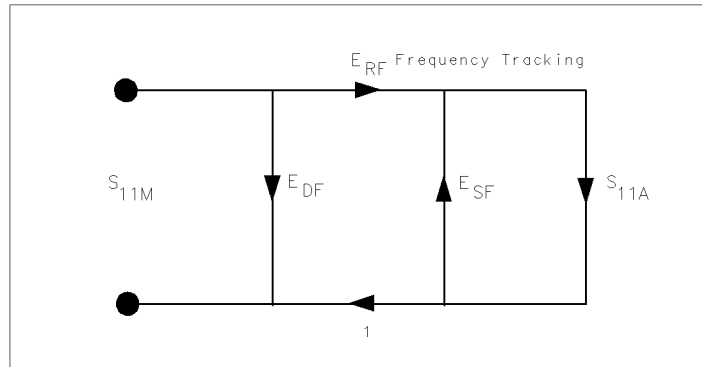 E_RF Frequency Tracking
S_11M
E_DF
E_SF
S_11A
1